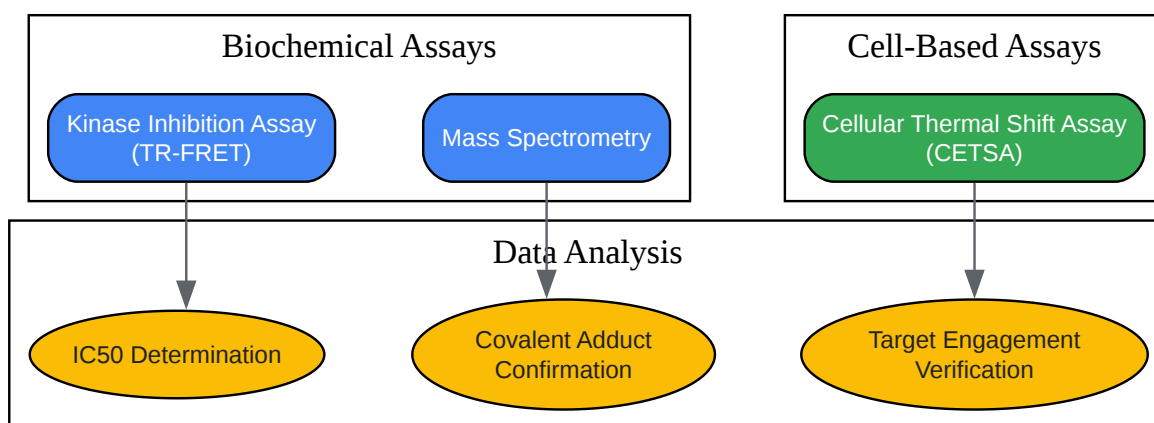 Biochemical Assays
Cell-Based Assays
Kinase Inhibition Assay
(TR-FRET)
Mass Spectrometry
Cellular Thermal Shift Assay
(CETSA)
Data Analysis
IC50 Determination
Covalent Adduct
Confirmation
Target Engagement
Verification